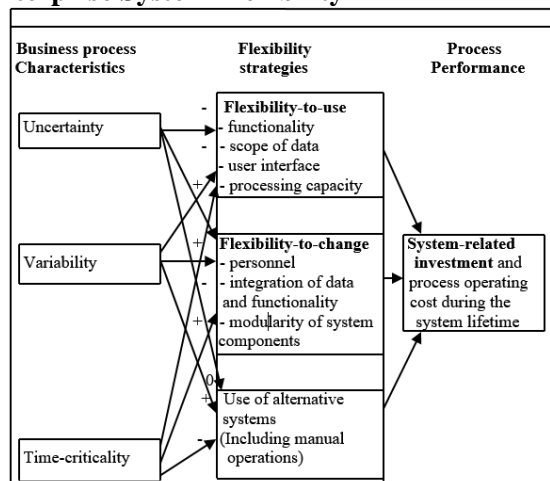 Business process
Characteristics
Flexibility
strategies
Process
Performance
Uncertainty
Variability
Time-criticality
-
-
+
Flexibility-to-use
- functionality
- scope of data
- user interface
- processing capacity
+
-
+
Flexibility-to-change
- personnel
- integration of data
and functionality
- modularity of system
components
0
+
-
Use of alternative
systems
(Including manual
operations)
System-related
investment and
process operating
cost during the
system lifetime